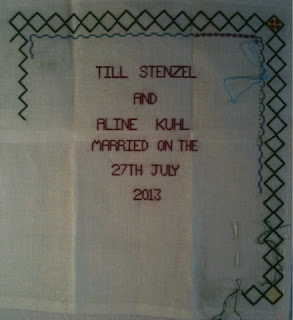 TILL STENZEL
AND
ALINE KUHL
MARRIED ON THE
27TH JULY
2013